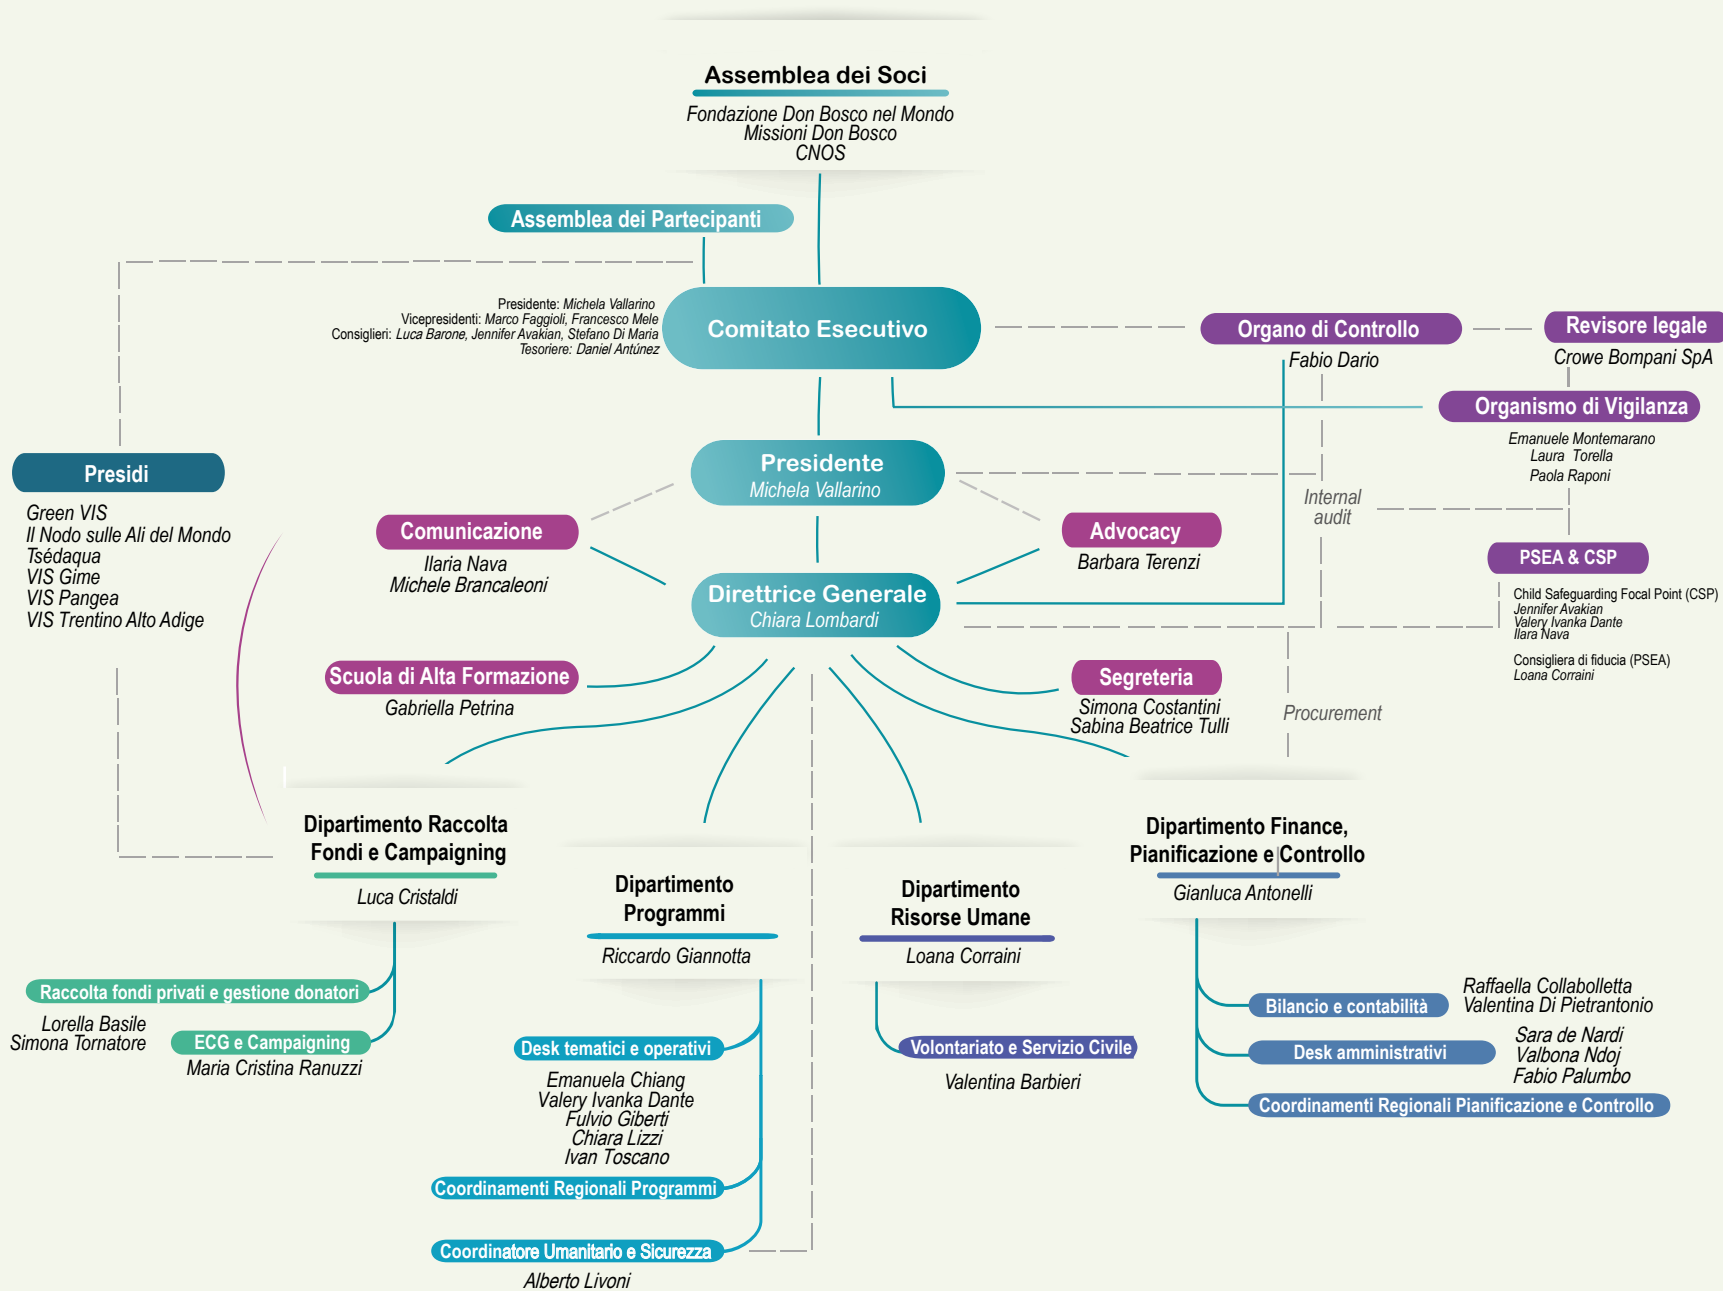 Assemblea dei Soci
Fondazione Don Bosco nel Mondo
Missioni Don Bosco
CNOS
Assemblea dei Partecipanti
Presidente: Michela Vallarino
Vicepresidenti: Marco Faggioli, Francesco Mele
Consiglieri: Luca Barone, Jennifer Avakian, Stefano Di Maria
Tesoriere: Daniel Antúnez
Comitato Esecutivo
Organo di Controllo
Fabio Dario
Revisore legale
Crowe Bompani SpA
Organismo di Vigilanza
Emanuele Montemarano
Laura Torella
Paola Raponi
Presidente
Michela Vallarino
Presidi
Green VIS
Il Nodo sulle Ali del Mondo
Tsédaqua
VIS Gime
VIS Pangea
VIS Trentino Alto Adige
Internal
audit
Comunicazione
Ilaria Nava
Michele Brancaleoni
Advocacy
Barbara Terenzi
PSEA & CSP
Child Safeguarding Focal Point (CSP)
Jennifer Avakian
Valery Ivanka Dante
Ilara Nava
Consigliera di fiducia (PSEA)
Loana Corraini
Direttrice Generale
Chiara Lombardi
Scuola di Alta Formazione
Gabriella Petrina
Segreteria
Simona Costantini
Sabina Beatrice Tulli
Procurement
Dipartimento Raccolta
Fondi e Campaigning
Luca Cristaldi
Raccolta fondi privati e gestione donatori
Lorella Basile
Simona Tornatore
ECG e Campaigning
Maria Cristina Ranuzzi
Dipartimento
Programmi
Riccardo Giannotta
Desk tematici e operativi
Emanuela Chiang
Valery Ivanka Dante
Fulvio Giberti
Chiara Lizzi
Ivan Toscano
Coordinamenti Regionali Programmi
Coordinatore Umanitario e Sicurezza
Alberto Livoni
Dipartimento
Risorse Umane
Loana Corraini
Volontariato e Servizio Civile
Valentina Barbieri
Dipartimento Finance,
Pianificazione e Controllo
Gianluca Antonelli
Bilancio e contabilità
Raffaella Collabolletta
Valentina Di Pietrantonio
Desk amministrativi
Sara de Nardi
Valbona Ndoj
Fabio Palumbo
Coordinamenti Regionali Pianificazione e Controllo